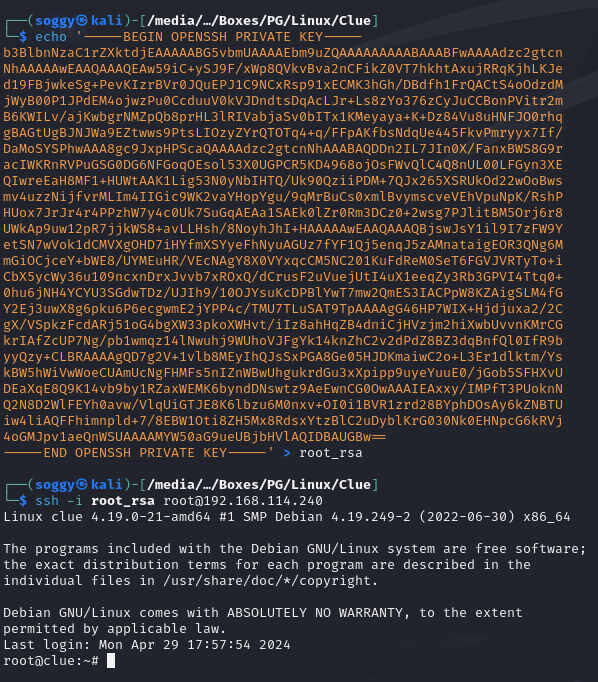 ┌──(soggy㉿kali)-[/media/…/Boxes/PG/Linux/Clue]
└─$ echo '-----BEGIN OPENSSH PRIVATE KEY-----
b3BlbnNzaC1rZXktdjEAAAAABG5vbmUAAAAEbm9uZQAAAAAAAAABAAABFwAAAAdzc2gtcn
NhAAAAAwEAAQAAAQEAw59iC+ySJ9F/xWp8QVkvBva2nCFikZ0VT7hkhtAxujRRqKjhLKJe
d19FBjwkeSg+PevKIzrBVr0JQuEPJ1C9NCxRsp91xECMK3hGh/DBdfh1FrQACtS4oOdzdM
jWyB00P1JPdEM4ojwzPu0CcduuV0kVJDndtsDqAcLJr+Ls8zYo376zCyJuCCBonPVitr2m
B6KWILv/ajKwbgrNMZpQb8prHL3lRIVabjaSv0bITx1KMeyaya+K+Dz84Vu8uHNFJO0rhq
gBAGtUgBJNJWa9EZtwws9PtsLIOzyZYrQTOTq4+q/FFpAKfbsNdqUe445FkvPmryyx7If/
DaMoSYSPhwAAA8gc9JxpHPScaQAAAAdzc2gtcnNhAAABAQDDn2IL7JIn0X/FanxBWS8G9r
acIWKRnRVPuGSG0DG6NFGoqOEsol53X0UGPCR5KD4968ojOsFWvQlC4Q8nUL00LFGyn3XE
QIwreEaH8MF1+HUWtAAK1Lig53N0yNbIHTQ/Uk90QziiPDM+7QJx265XSRUkOd22wOoBws
mv4uzzNijfvrMLIm4IIGic9WK2vaYHopYgu/9qMrBuCs0xmlBvymscveVEhVpuNpK/RshP
HUox7JrJr4r4PPzhW7y4c0Uk7SuGqAEAa1SAEk0lZr0Rm3DCz0+2wsg7PJlitBM5Orj6r8
UWkAp9uw12pR7jjkWS8+avLLHsh/8NoyhJhI+HAAAAAwEAAQAAAQBjswJsY1il9I7zFW9Y
etSN7wVok1dCMVXgOHD7iHYfmXSYyeFhNyuAGUz7fYF1Qj5enqJ5zAMnataigEOR3NQg6M
mGiOCjceY+bWE8/UYMEuHR/VEcNAgY8X0VYxqcCM5NC201KuFdReM0SeT6FGVJVRTyTo+i
CbX5ycWy36u109ncxnDrxJvvb7xROxQ/dCrusF2uVuejUtI4uX1eeqZy3Rb3GPVI4Ttq0+
0hu6jNH4YCYU3SGdwTDz/UJIh9/10OJYsuKcDPBlYwT7mw2QmES3IACPpW8KZAigSLM4fG
Y2Ej3uwX8g6pku6P6ecgwmE2jYPP4c/TMU7TLuSAT9TpAAAAgG46HP7WIX+Hjdjuxa2/2C
gX/VSpkzFcdARj51oG4bgXW33pkoXWHvt/iIz8ahHqZB4dniCjHVzjm2hiXwbUvvnKMrCG
krIAfZcUP7Ng/pb1wmqz14lNwuhj9WUhoVJFgYk14knZhC2v2dPdZ8BZ3dqBnfQl0IfR9b
yyQzy+CLBRAAAAgQD7g2V+1vlb8MEyIhQJsSxPGA8Ge05HJDKmaiwC2o+L3Er1dlktm/Ys
kBW5hWiVwWoeCUAmUcNgFHMFs5nIZnWBwUhgukrdGu3xXpipp9uyeYuuE0/jGob5SFHXvU
DEaXqE8Q9K14vb9by1RZaxWEMK6byndDNswtz9AeEwnCG0OwAAAIEAxxy/IMPfT3PUoknN
Q2N8D2WlFEYh0avw/VlqUiGTJE8K6lbzu6M0nxv+OI0i1BVR1zrd28BYphDOsAy6kZNBTU
iw4liAQFFhimnpld+7/8EBW1Oti8ZH5Mx8RdsxYtzBlC2uDyblKrG030Nk0EHNpcG6kRVj
4oGMJpv1aeQnWSUAAAAMYW50aG9ueUBjbHVlAQIDBAUGBw==
-----END OPENSSH PRIVATE KEY-----' > root_rsa
┌──(soggy㉿kali)-[/media/…/Boxes/PG/Linux/Clue]
└─$ ssh -i root_rsa root@192.168.114.240
Linux clue 4.19.0-21-amd64 #1 SMP Debian 4.19.249-2 (2022-06-30) x86_64
The programs included with the Debian GNU/Linux system are free software;
the exact distribution terms for each program are described in the
individual files in /usr/share/doc/*/copyright.
Debian GNU/Linux comes with ABSOLUTELY NO WARRANTY, to the extent
permitted by applicable law.
Last login: Mon Apr 29 17:57:54 2024
root@clue:~#